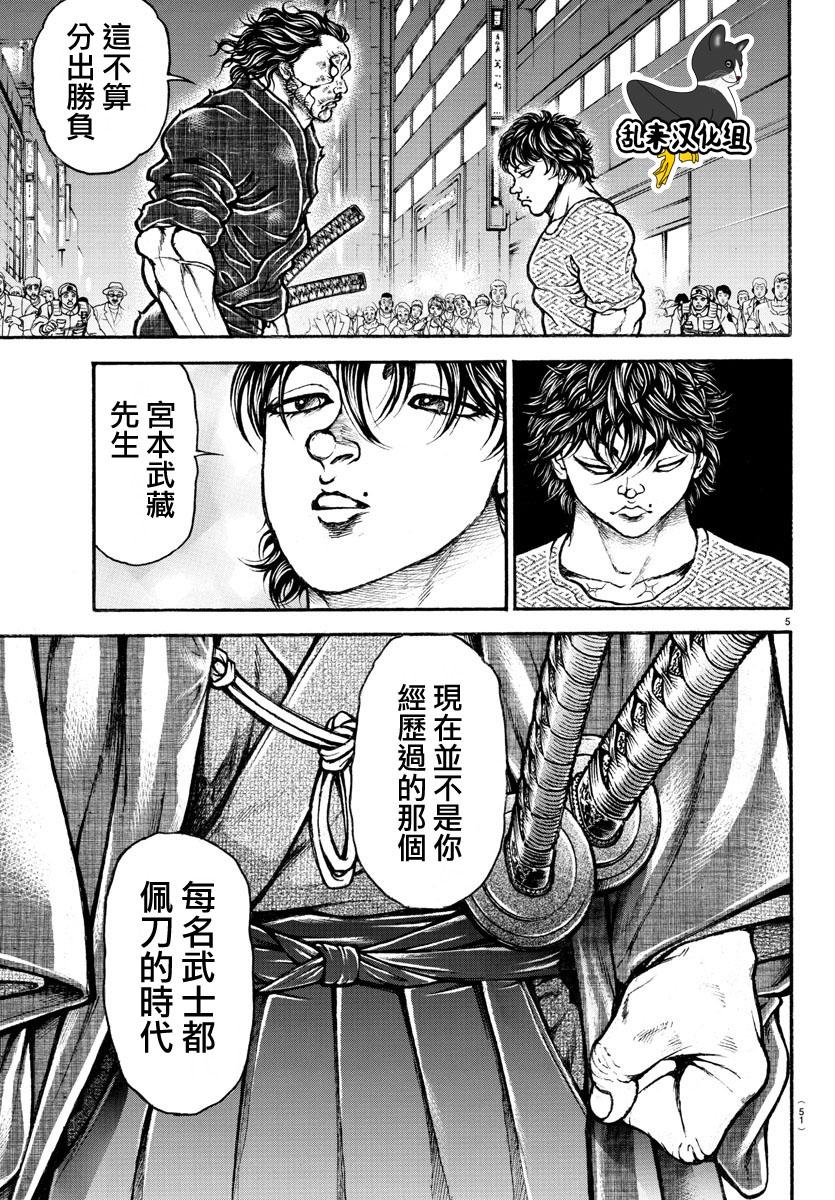 這不算
分出勝負
乱来汉化组
宮本武藏
先生
5
現在並不是你
經歷過的那個
每名武士都
佩刀的時代
(51)